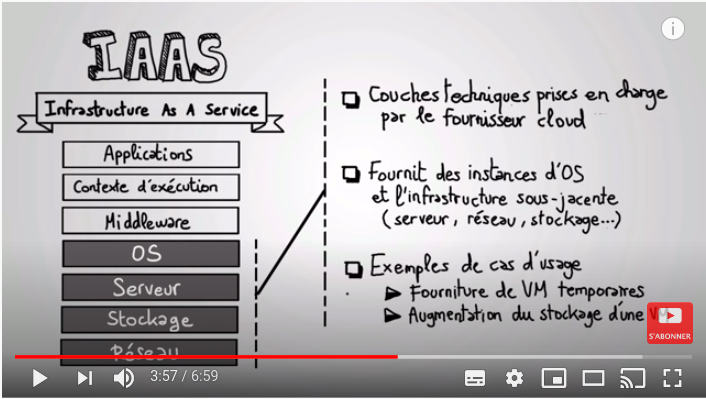 IAAS
Infrastructure As A Service
Applications
Contexte d'exécution
Middleware
OS
Serveur
Stockage
Réseau
Couches techniques prises en charge
par le fournisseur cloud
Fournit des instances d'OS
et l'infrastructure sous-jacente
(serveur, réseau, stockage...)
Exemples de cas d'usage
Fourniture de VM temporaires
Augmentation du stockage d'une VM
S'ABONNER
3:57 / 6:59